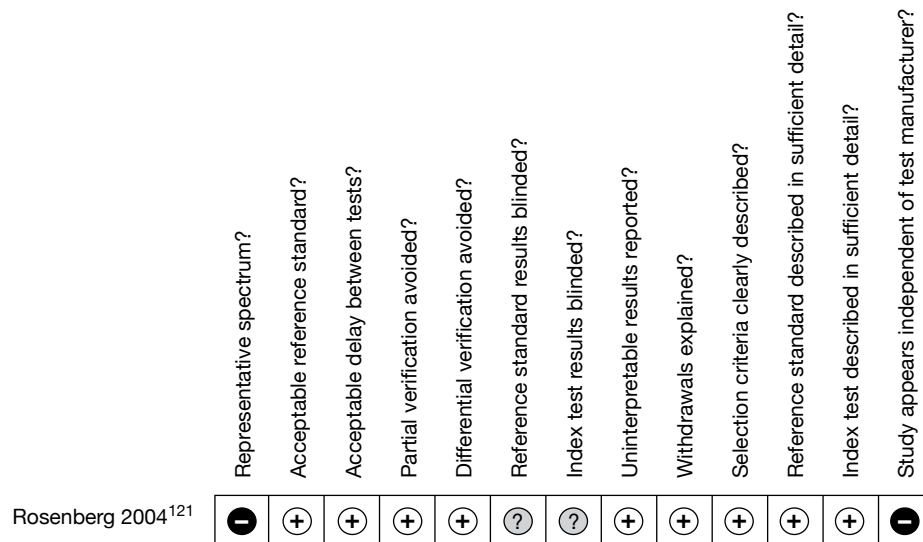 Representative spectrum?
Acceptable reference standard?
Acceptable delay between tests?
Partial verification avoided?
Differential verification avoided?
Reference standard results blinded?
Index test results blinded?
Uninterpretable results reported?
Withdrawals explained?
Selection criteria clearly described?
Reference standard described in sufficient detail?
Index test described in sufficient detail?
Study appears independent of test manufacturer?
Rosenberg 2004¹²¹ − + + + + ? ? + + + + + −